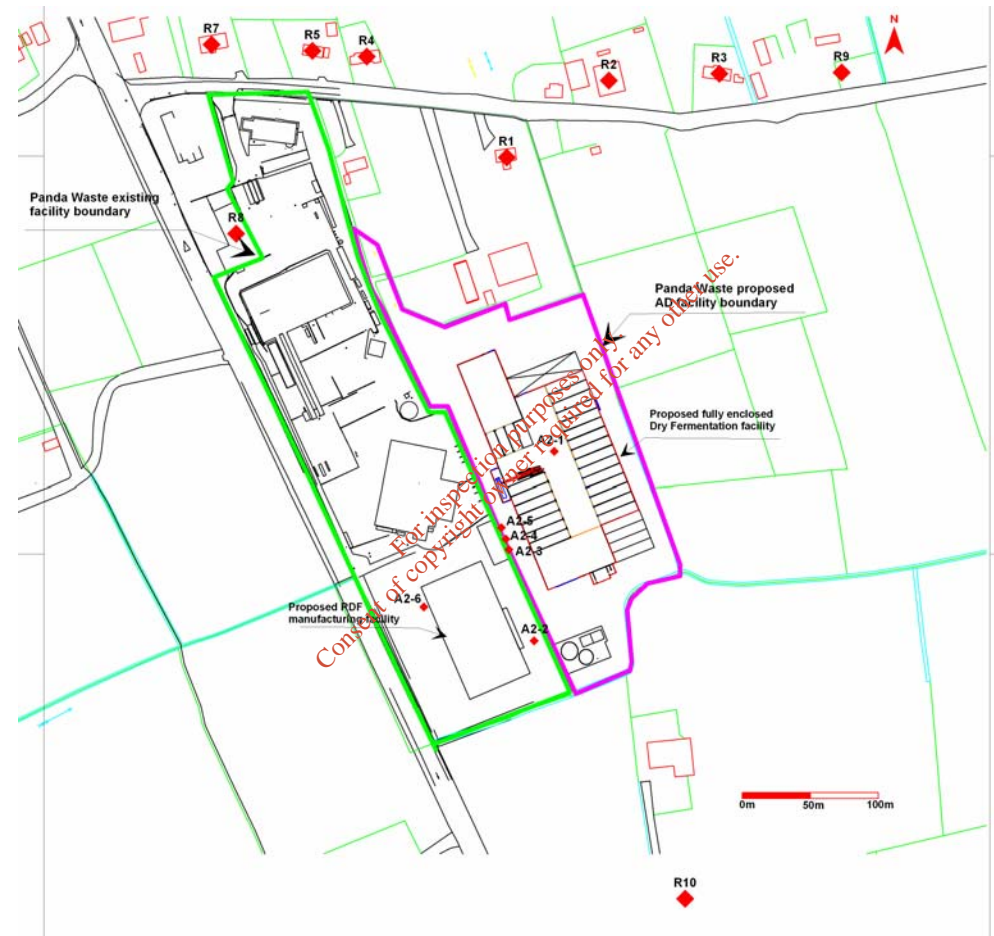 R7
R5
R4
R2
R3
R9
N
R1
Panda Waste existing
facility boundary
R8
Panda Waste proposed
AD facility boundary
Proposed fully enclosed
Dry Fermentation facility
A2-1
A2-5
A2-4
A2-3
A2-6
Proposed RDF
manufacturing facility
A2-2
For inspection purposes only.
Consent of copyright owner required for any other use.
0m 50m 100m
R10